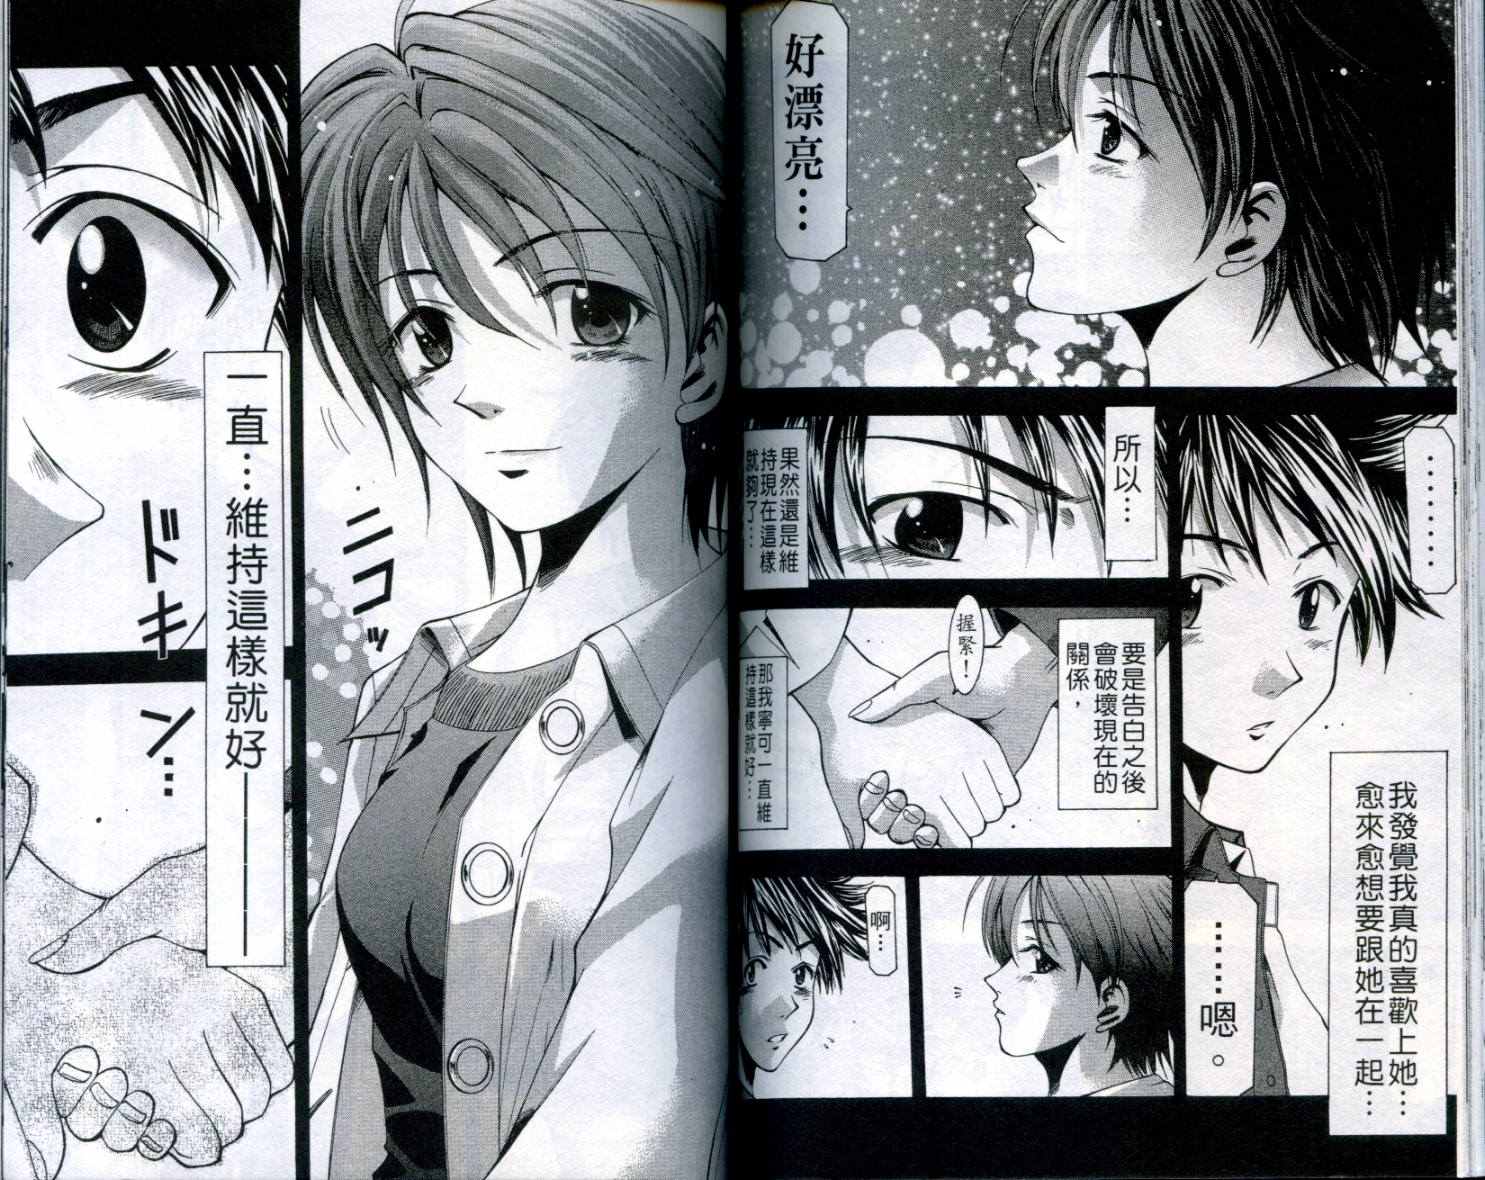 好漂亮…
………
我發覺我真的喜歡上她…
愈來愈想要跟她在一起…
………嗯。
所以…
果然還是維
持現在這樣
就夠了…
要是告白之後
會破壞現在的
關係，
握緊！
那我寧可一直維
持這樣就好…
啊…
ニコッ
一直…維持這樣就好──
ドキン…